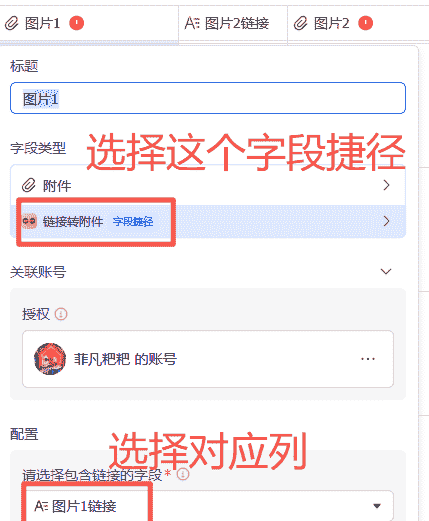 图片1
图片2链接
图片2
标题
图片1
字段类型
选择这个字段捷径
附件
链接转附件 字段捷径
关联账号
授权
菲凡粑粑 的账号
配置
选择对应列
请选择包含链接的字段*
图片1链接